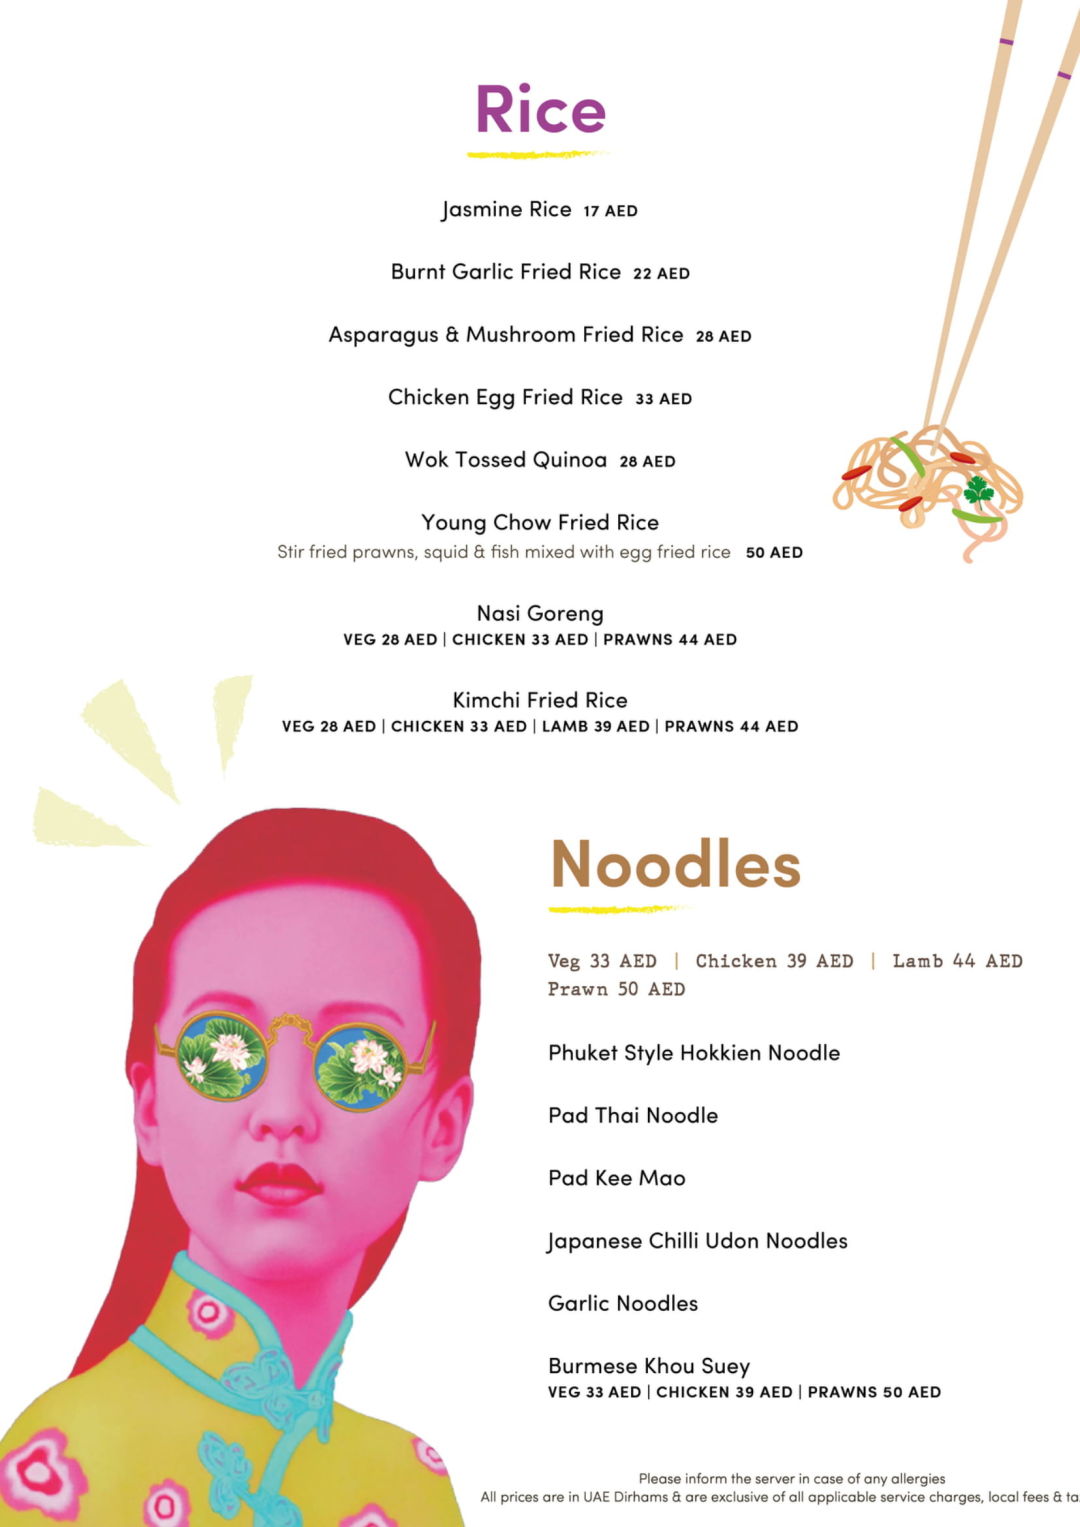 Rice
Jasmine Rice 17 AED
Burnt Garlic Fried Rice 22 AED
Asparagus & Mushroom Fried Rice 28 AED
Chicken Egg Fried Rice 33 AED
Wok Tossed Quinoa 28 AED
Young Chow Fried Rice
Stir fried prawns, squid & fish mixed with egg fried rice 50 AED
Nasi Goreng
VEG 28 AED | CHICKEN 33 AED | PRAWNS 44 AED
Kimchi Fried Rice
VEG 28 AED | CHICKEN 33 AED | LAMB 39 AED | PRAWNS 44 AED
Noodles
Veg 33 AED | Chicken 39 AED | Lamb 44 AED
Prawn 50 AED
Phuket Style Hokkien Noodle
Pad Thai Noodle
Pad Kee Mao
Japanese Chilli Udon Noodles
Garlic Noodles
Burmese Khou Suey
VEG 33 AED | CHICKEN 39 AED | PRAWNS 50 AED
Please inform the server in case of any allergies
All prices are in UAE Dirhams & are exclusive of all applicable service charges, local fees &